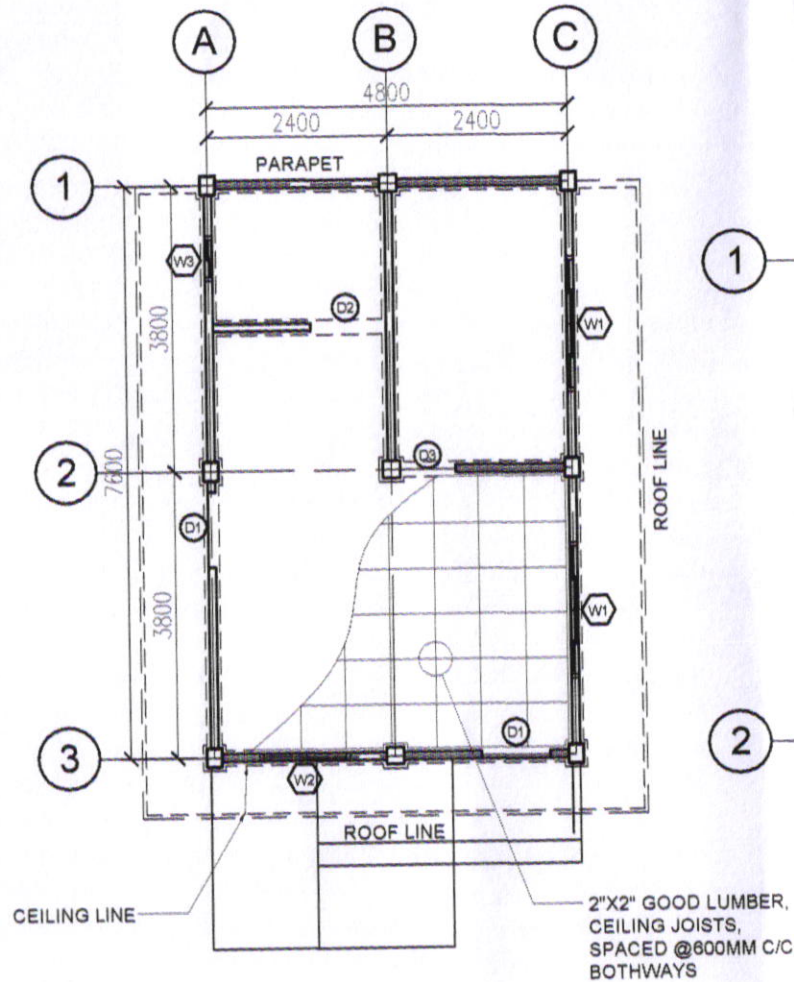 A
B
C
4800
2400
2400
PARAPET
1
W3
D2
W1
1
3800
7600
ROOF LINE
2
D3
D1
3800
W1
D1
3
2
W2
ROOF LINE
CEILING LINE
2"X2" GOOD LUMBER,
CEILING JOISTS,
SPACED @600MM C/C
BOTHWAYS